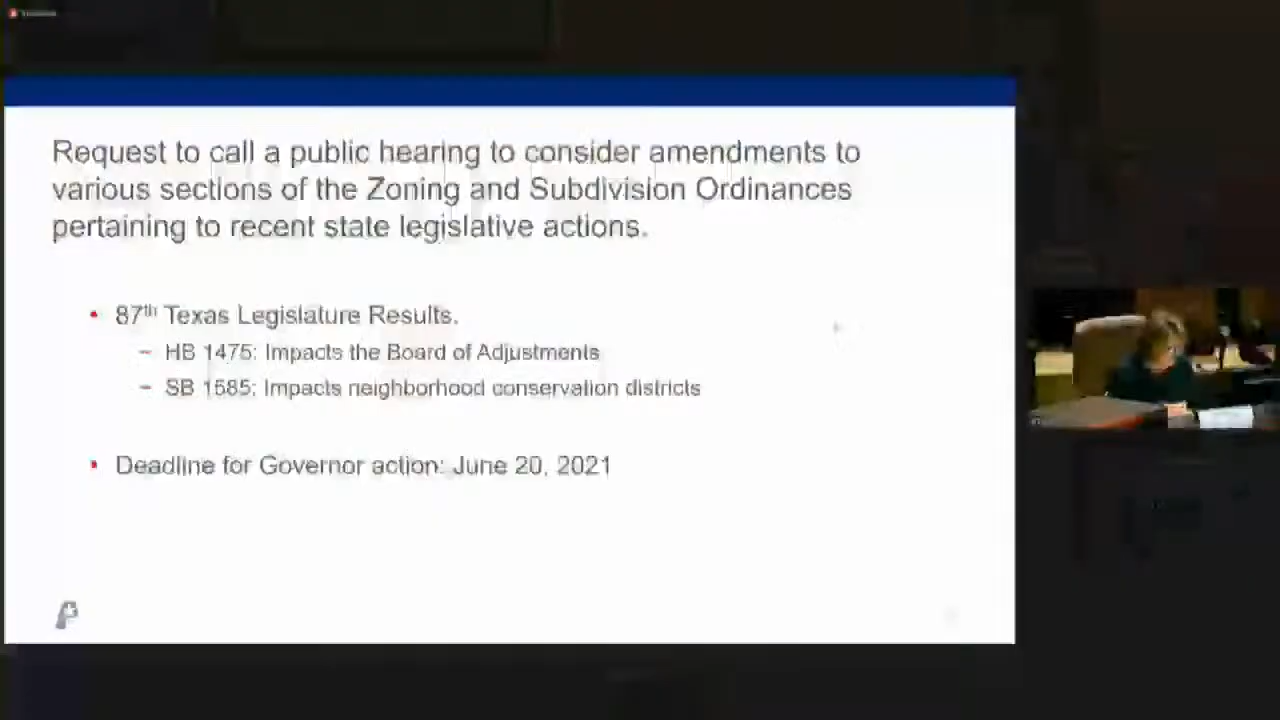 Request to call a public hearing to consider amendments to
various sections of the Zoning and Subdivision Ordinances
pertaining to recent state legislative actions.
• 87th Texas Legislature Results.
– HB 1475: Impacts the Board of Adjustments
– SB 1585: Impacts neighborhood conservation districts
• Deadline for Governor action: June 20, 2021